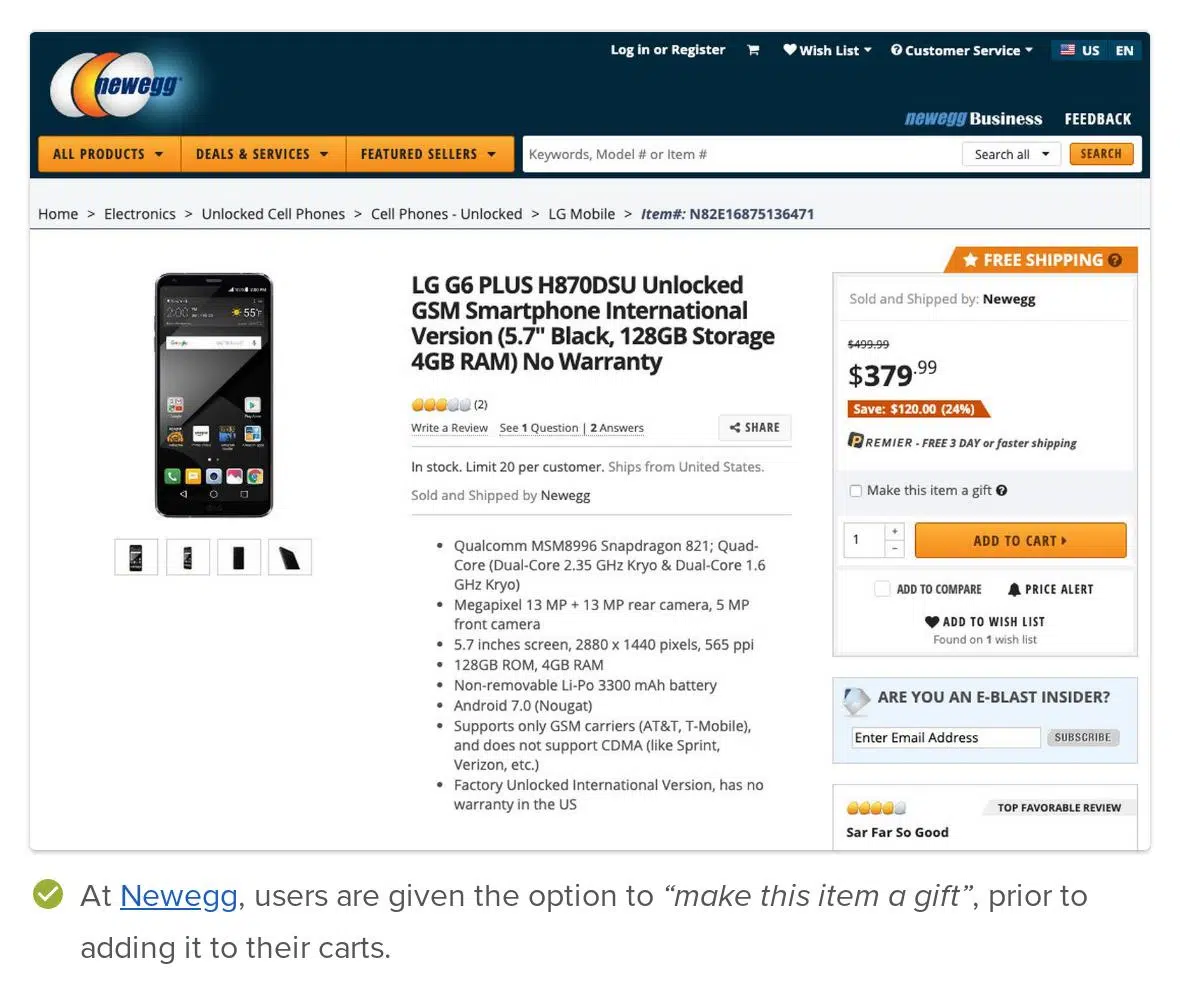 Log in or Register
Wish List
Customer Service
US
EN
newegg
newegg Business
FEEDBACK
ALL PRODUCTS
DEALS & SERVICES
FEATURED SELLERS
Keywords, Model # or Item #
Search all
SEARCH
Home > Electronics > Unlocked Cell Phones > Cell Phones - Unlocked > LG Mobile > Item#: N82E16875136471
LG G6 PLUS H870DSU Unlocked
GSM Smartphone International
Version (5.7" Black, 128GB Storage
4GB RAM) No Warranty
(2)
Write a Review See 1 Question | 2 Answers
SHARE
In stock. Limit 20 per customer. Ships from United States.
Sold and Shipped by Newegg
• Qualcomm MSM8996 Snapdragon 821; Quad-
Core (Dual-Core 2.35 GHz Kryo & Dual-Core 1.6
GHz Kryo)
• Megapixel 13 MP + 13 MP rear camera, 5 MP
front camera
• 5.7 inches screen, 2880 x 1440 pixels, 565 ppi
• 128GB ROM, 4GB RAM
• Non-removable Li-Po 3300 mAh battery
• Android 7.0 (Nougat)
• Supports only GSM carriers (AT&T, T-Mobile),
and does not support CDMA (like Sprint,
Verizon, etc.)
• Factory Unlocked International Version, has no
warranty in the US
FREE SHIPPING
Sold and Shipped by: Newegg
$499.99
$379.99
Save: $120.00 (24%)
PREMIER - FREE 3 DAY or faster shipping
Make this item a gift
1
+
-
ADD TO CART
ADD TO COMPARE
PRICE ALERT
ADD TO WISH LIST
Found on 1 wish list
ARE YOU AN E-BLAST INSIDER?
Enter Email Address
SUBSCRIBE
TOP FAVORABLE REVIEW
Sar Far So Good
2:00
55°F
Google
LG
At Newegg, users are given the option to “make this item a gift”, prior to
adding it to their carts.